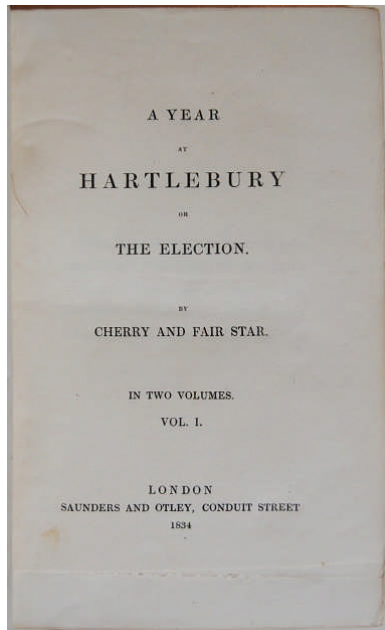 A YEAR
AT
HARTLEBURY
OR
THE ELECTION.
BY
CHERRY AND FAIR STAR.
IN TWO VOLUMES.
VOL. I.
LONDON
SAUNDERS AND OTLEY, CONDUIT STREET
1834